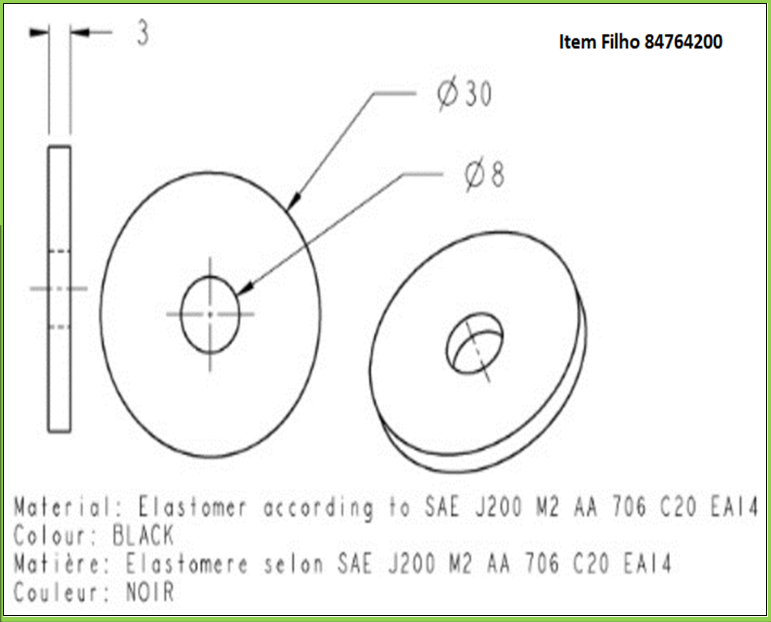 3
Item Filho 84764200
Ø30
Ø8
Material: Elastomer according to SAE J200 M2 AA 706 C20 EA14
Colour: BLACK
Matière: Elastomere selon SAE J200 M2 AA 706 C20 EA14
Couleur: NOIR